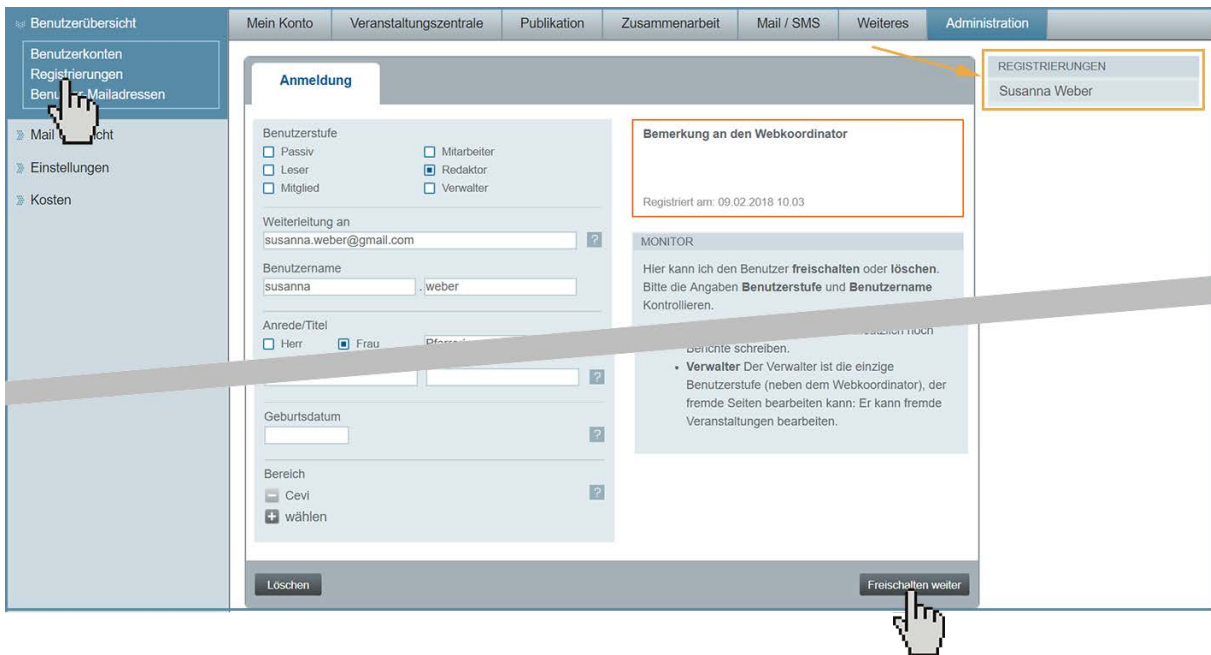 Benutzerübersicht
Benutzerkonten
Registrierungen
Mailadressen
Mail
Einstellungen
Kosten
Mein Konto Veranstaltungszentrale Publikation Zusammenarbeit Mail / SMS Weiteres Administration
Anmeldung
Benutzerstufe
Passiv Mitarbeiter
Leser Redaktor
Mitglied Verwalter
Weiterleitung an
susanna.weber@gmail.com ?
Benutzername
susanna . weber
Anrede/Titel
Herr Frau
?
Geburtsdatum
?
Bereich
Cevi ?
wählen
Löschen
Bemerkung an den Webkoordinator
Registriert am: 09.02.2018 10.03
MONITOR
Hier kann ich den Benutzer freischalten oder löschen.
Bitte die Angaben Benutzerstufe und Benutzername
Kontrollieren.
noch
Berichte schreiben.
• Verwalter Der Verwalter ist die einzige
Benutzerstufe (neben dem Webkoordinator), der
fremde Seiten bearbeiten kann: Er kann fremde
Veranstaltungen bearbeiten.
Freischalten weiter
REGISTRIERUNGEN
Susanna Weber